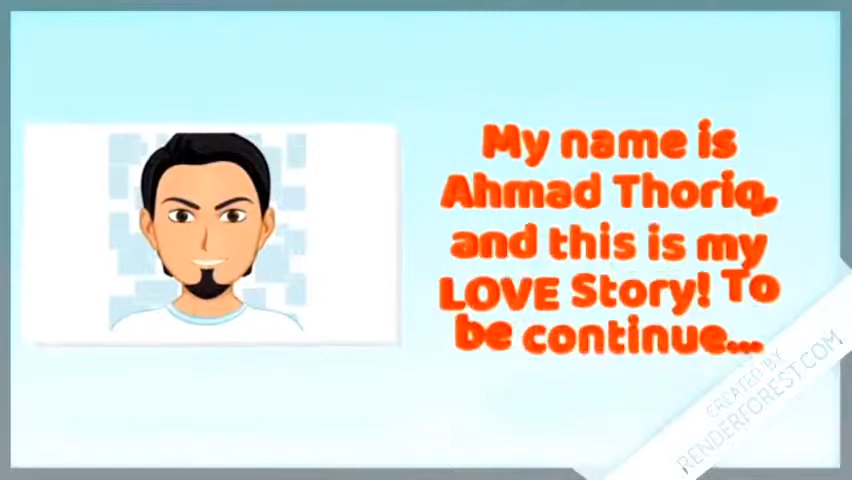 My name is
Ahmad Thoriq,
and this is my
LOVE Story! To
be continue...
CREATED BY
RENDERFOREST.COM